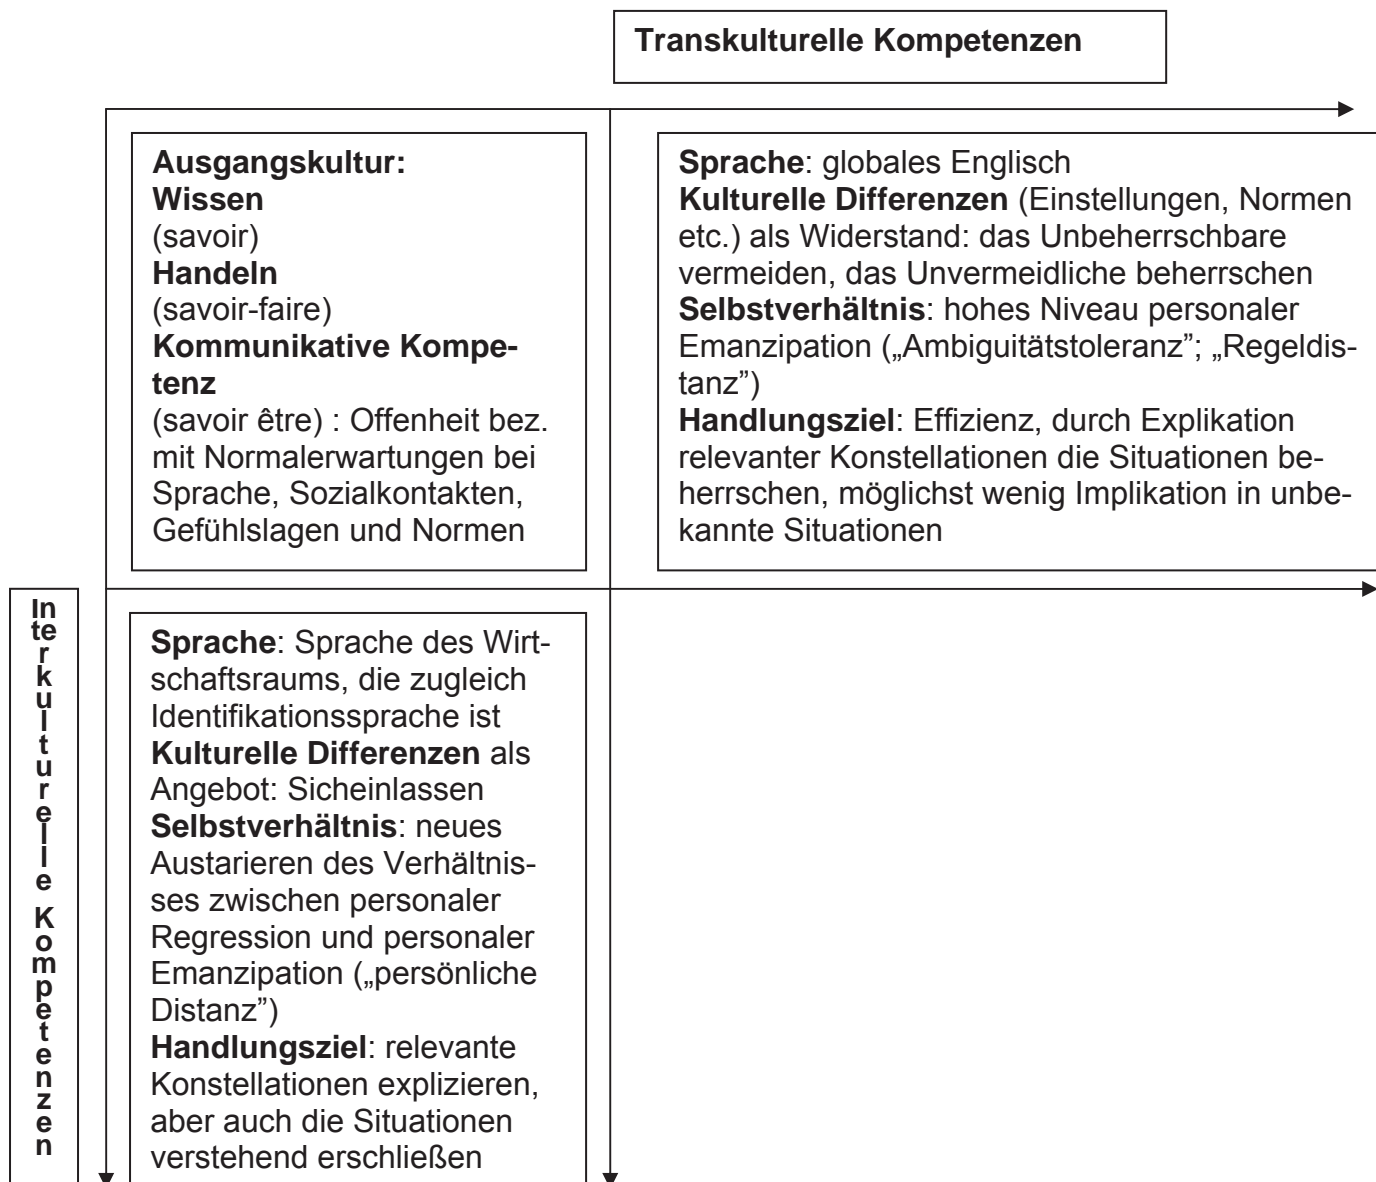 Transkulturelle Kompetenzen
Ausgangskultur:
Wissen
(savoir)
Handeln
(savoir-faire)
Kommunikative Kompe-
tenz
(savoir être) : Offenheit bez.
mit Normalerwartungen bei
Sprache, Sozialkontakten,
Gefühlslagen und Normen
Sprache: globales Englisch
Kulturelle Differenzen (Einstellungen, Normen
etc.) als Widerstand: das Unbeherrschbare
vermeiden, das Unvermeidliche beherrschen
Selbstverhältnis: hohes Niveau personaler
Emanzipation („Ambiguitätstoleranz”; „Regeldis-
tanz”)
Handlungsziel: Effizienz, durch Explikation
relevanter Konstellationen die Situationen be-
herrschen, möglichst wenig Implikation in unbe-
kannte Situationen
Interkulturelle Kompetenzen
Sprache: Sprache des Wirt-
schaftsraums, die zugleich
Identifikationssprache ist
Kulturelle Differenzen als
Angebot: Sicheinlassen
Selbstverhältnis: neues
Austarieren des Verhältnis-
ses zwischen personaler
Regression und personaler
Emanzipation („persönliche
Distanz”)
Handlungsziel: relevante
Konstellationen explizieren,
aber auch die Situationen
verstehend erschließen